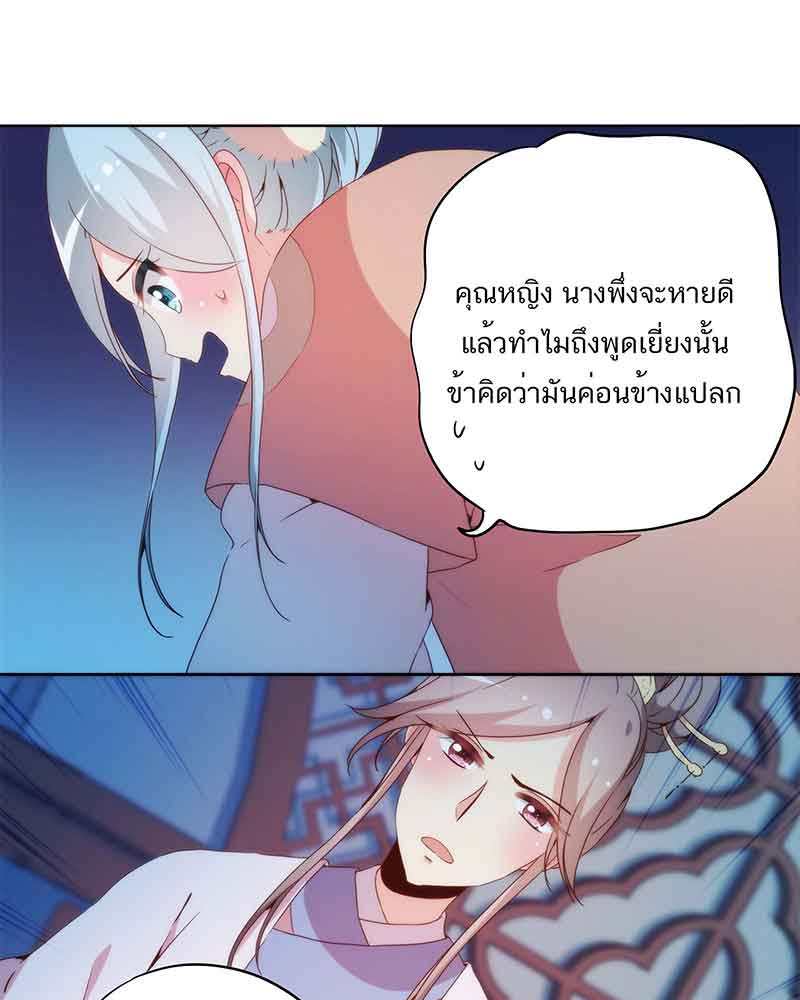 คุณหญิง นางพึ่งจะหายดี
แล้วทำไมถึงพูดเยี่ยงนั้น
ข้าคิดว่ามันค่อนข้างแปลก